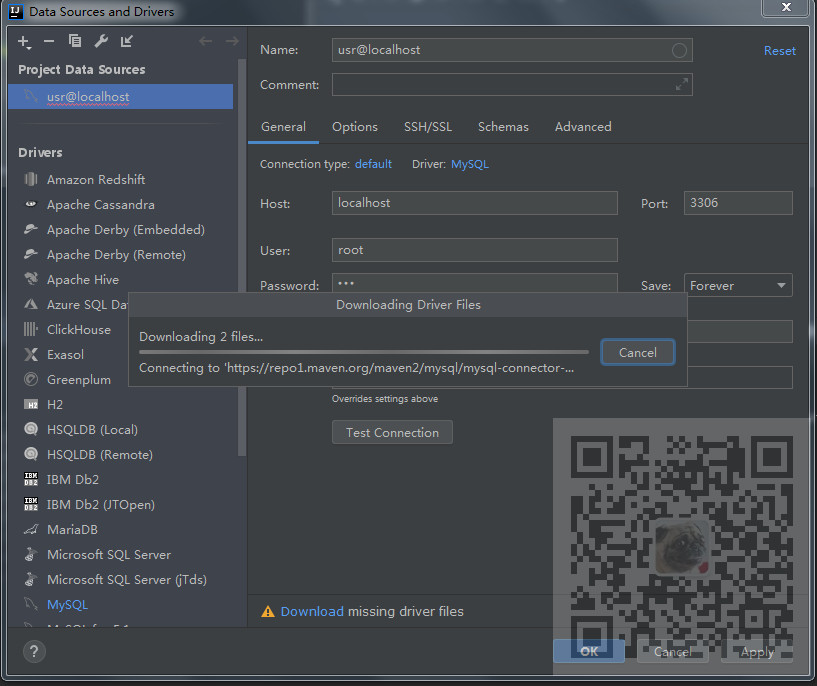 Data Sources and Drivers
Project Data Sources
usr@localhost
Drivers
Amazon Redshift
Apache Cassandra
Apache Derby (Embedded)
Apache Derby (Remote)
Apache Hive
Azure SQL Da
ClickHouse
Exasol
Greenplum
H2
HSQLDB (Local)
HSQLDB (Remote)
IBM Db2
IBM Db2 (JTOpen)
MariaDB
Microsoft SQL Server
Microsoft SQL Server (jTds)
MySQL
Name: usr@localhost Reset
Comment:
General Options SSH/SSL Schemas Advanced
Connection type: default Driver: MySQL
Host: localhost Port: 3306
User: root
Password: ••• Save: Forever
Downloading Driver Files
Downloading 2 files...
Cancel
Connecting to 'https://repo1.maven.org/maven2/mysql/mysql-connector-...
Overrides settings above
Test Connection
Download missing driver files
? OK Cancel Apply